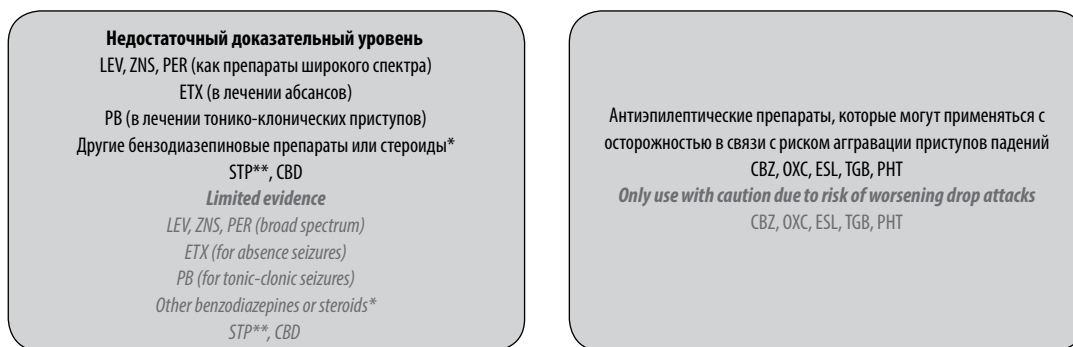 Недостаточный доказательный уровень
LEV, ZNS, PER (как препараты широкого спектра)
ETX (в лечении абсансов)
PB (в лечении тонико-клонических приступов)
Другие бензодиазепиновые препараты или стероиды*
STP**, CBD
Limited evidence
LEV, ZNS, PER (broad spectrum)
ETX (for absence seizures)
PB (for tonic-clonic seizures)
Other benzodiazepines or steroids*
STP**, CBD
Антиэпилептические препараты, которые могут применяться с
осторожностью в связи с риском аггравации приступов падений
CBZ, OXC, ESL, TGB, PHT
Only use with caution due to risk of worsening drop attacks
CBZ, OXC, ESL, TGB, PHT